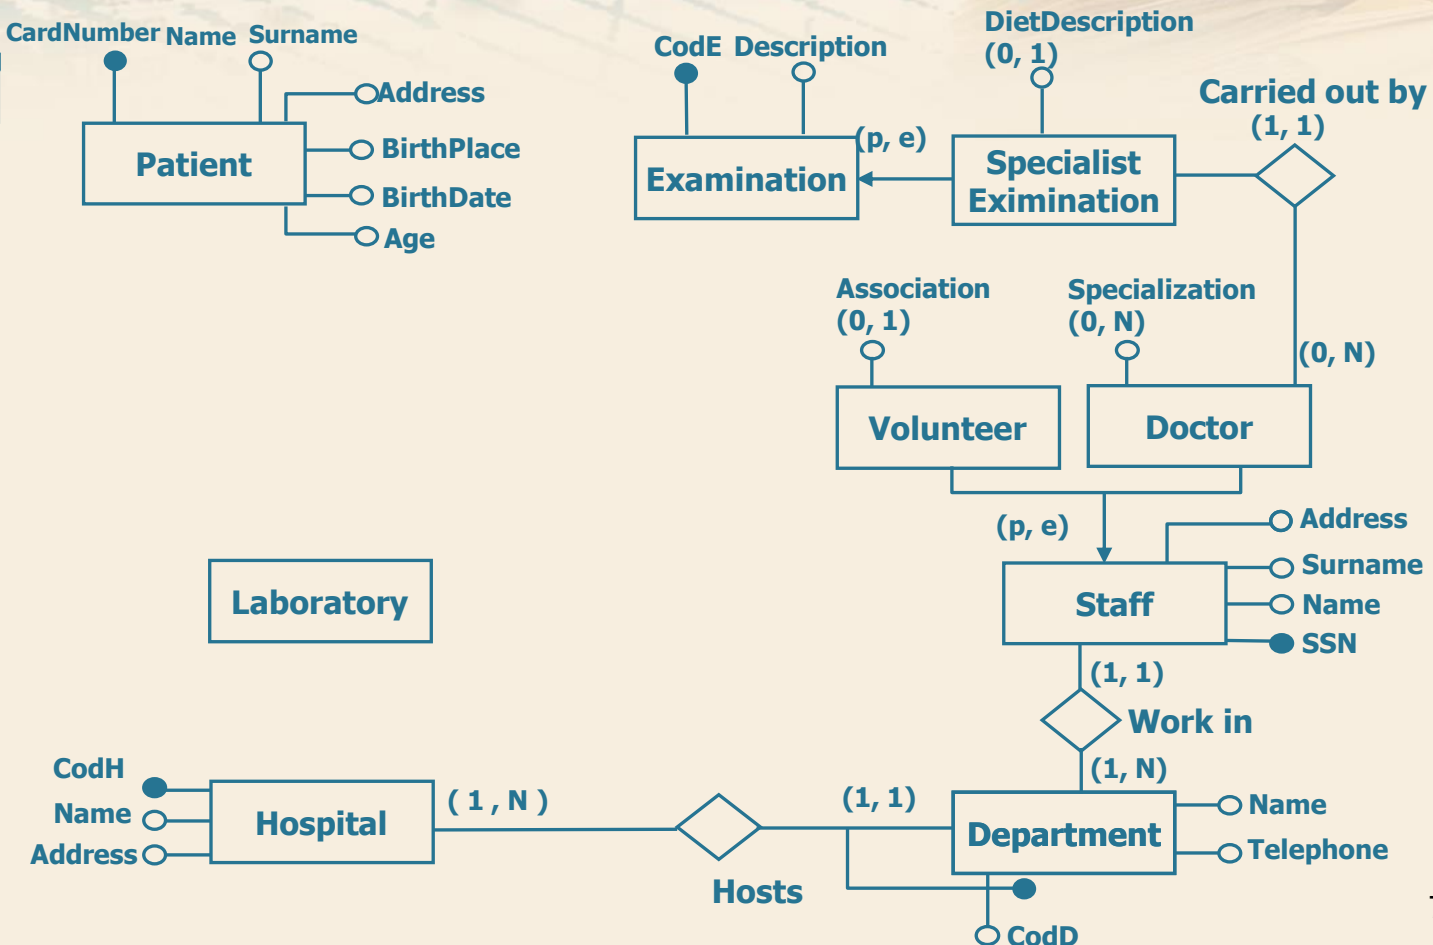 CardNumber Name Surname
Address
BirthPlace
BirthDate
Age
Patient
CodE Description
Examination
(p, e)
DietDescription
(0, 1)
Specialist
Eximination
Carried out by
(1, 1)
(0, N)
Association
(0, 1)
Volunteer
Specialization
(0, N)
Doctor
(p, e)
Staff
Address
Surname
Name
SSN
(1, 1)
Work in
(1, N)
Laboratory
CodH
Name
Address
Hospital
( 1 , N )
Hosts
(1, 1)
Department
Name
Telephone
CodD